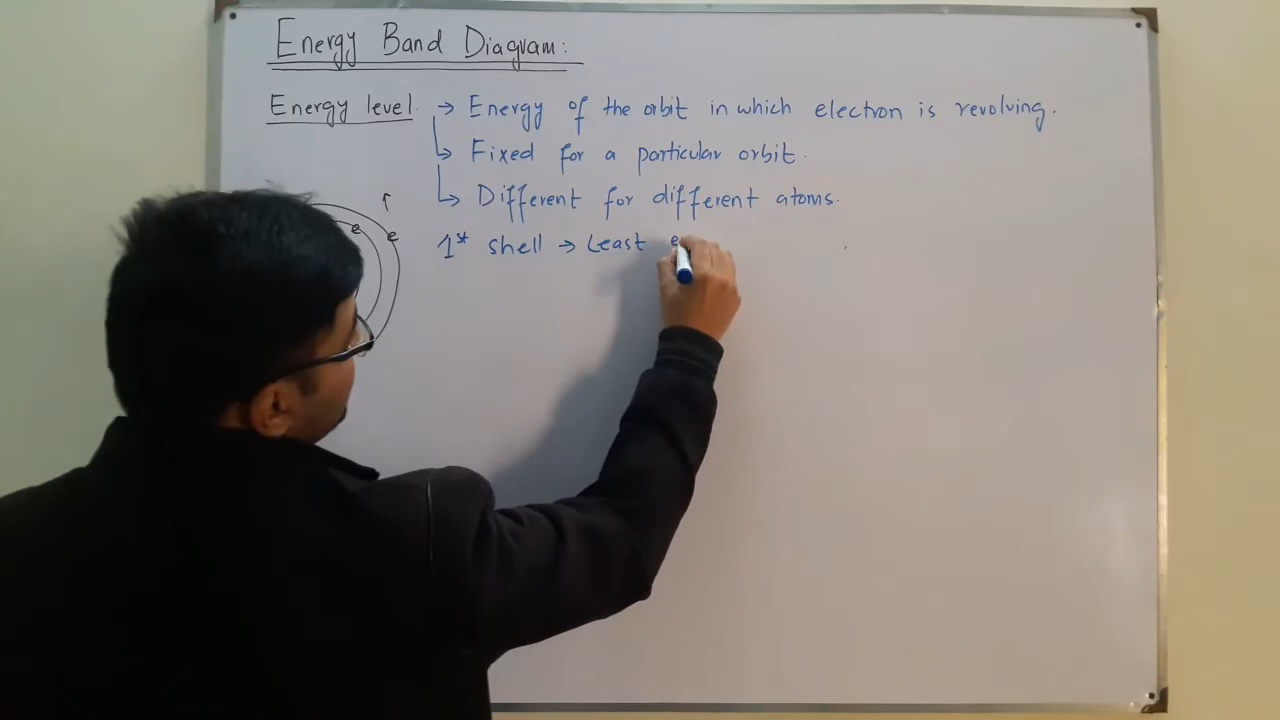 Energy Band Diagram:
Energy level. → Energy of the orbit in which electron is revolving.
↳ Fixed for a particular orbit.
↳ Different for different atoms.
e e
1st shell → Least e